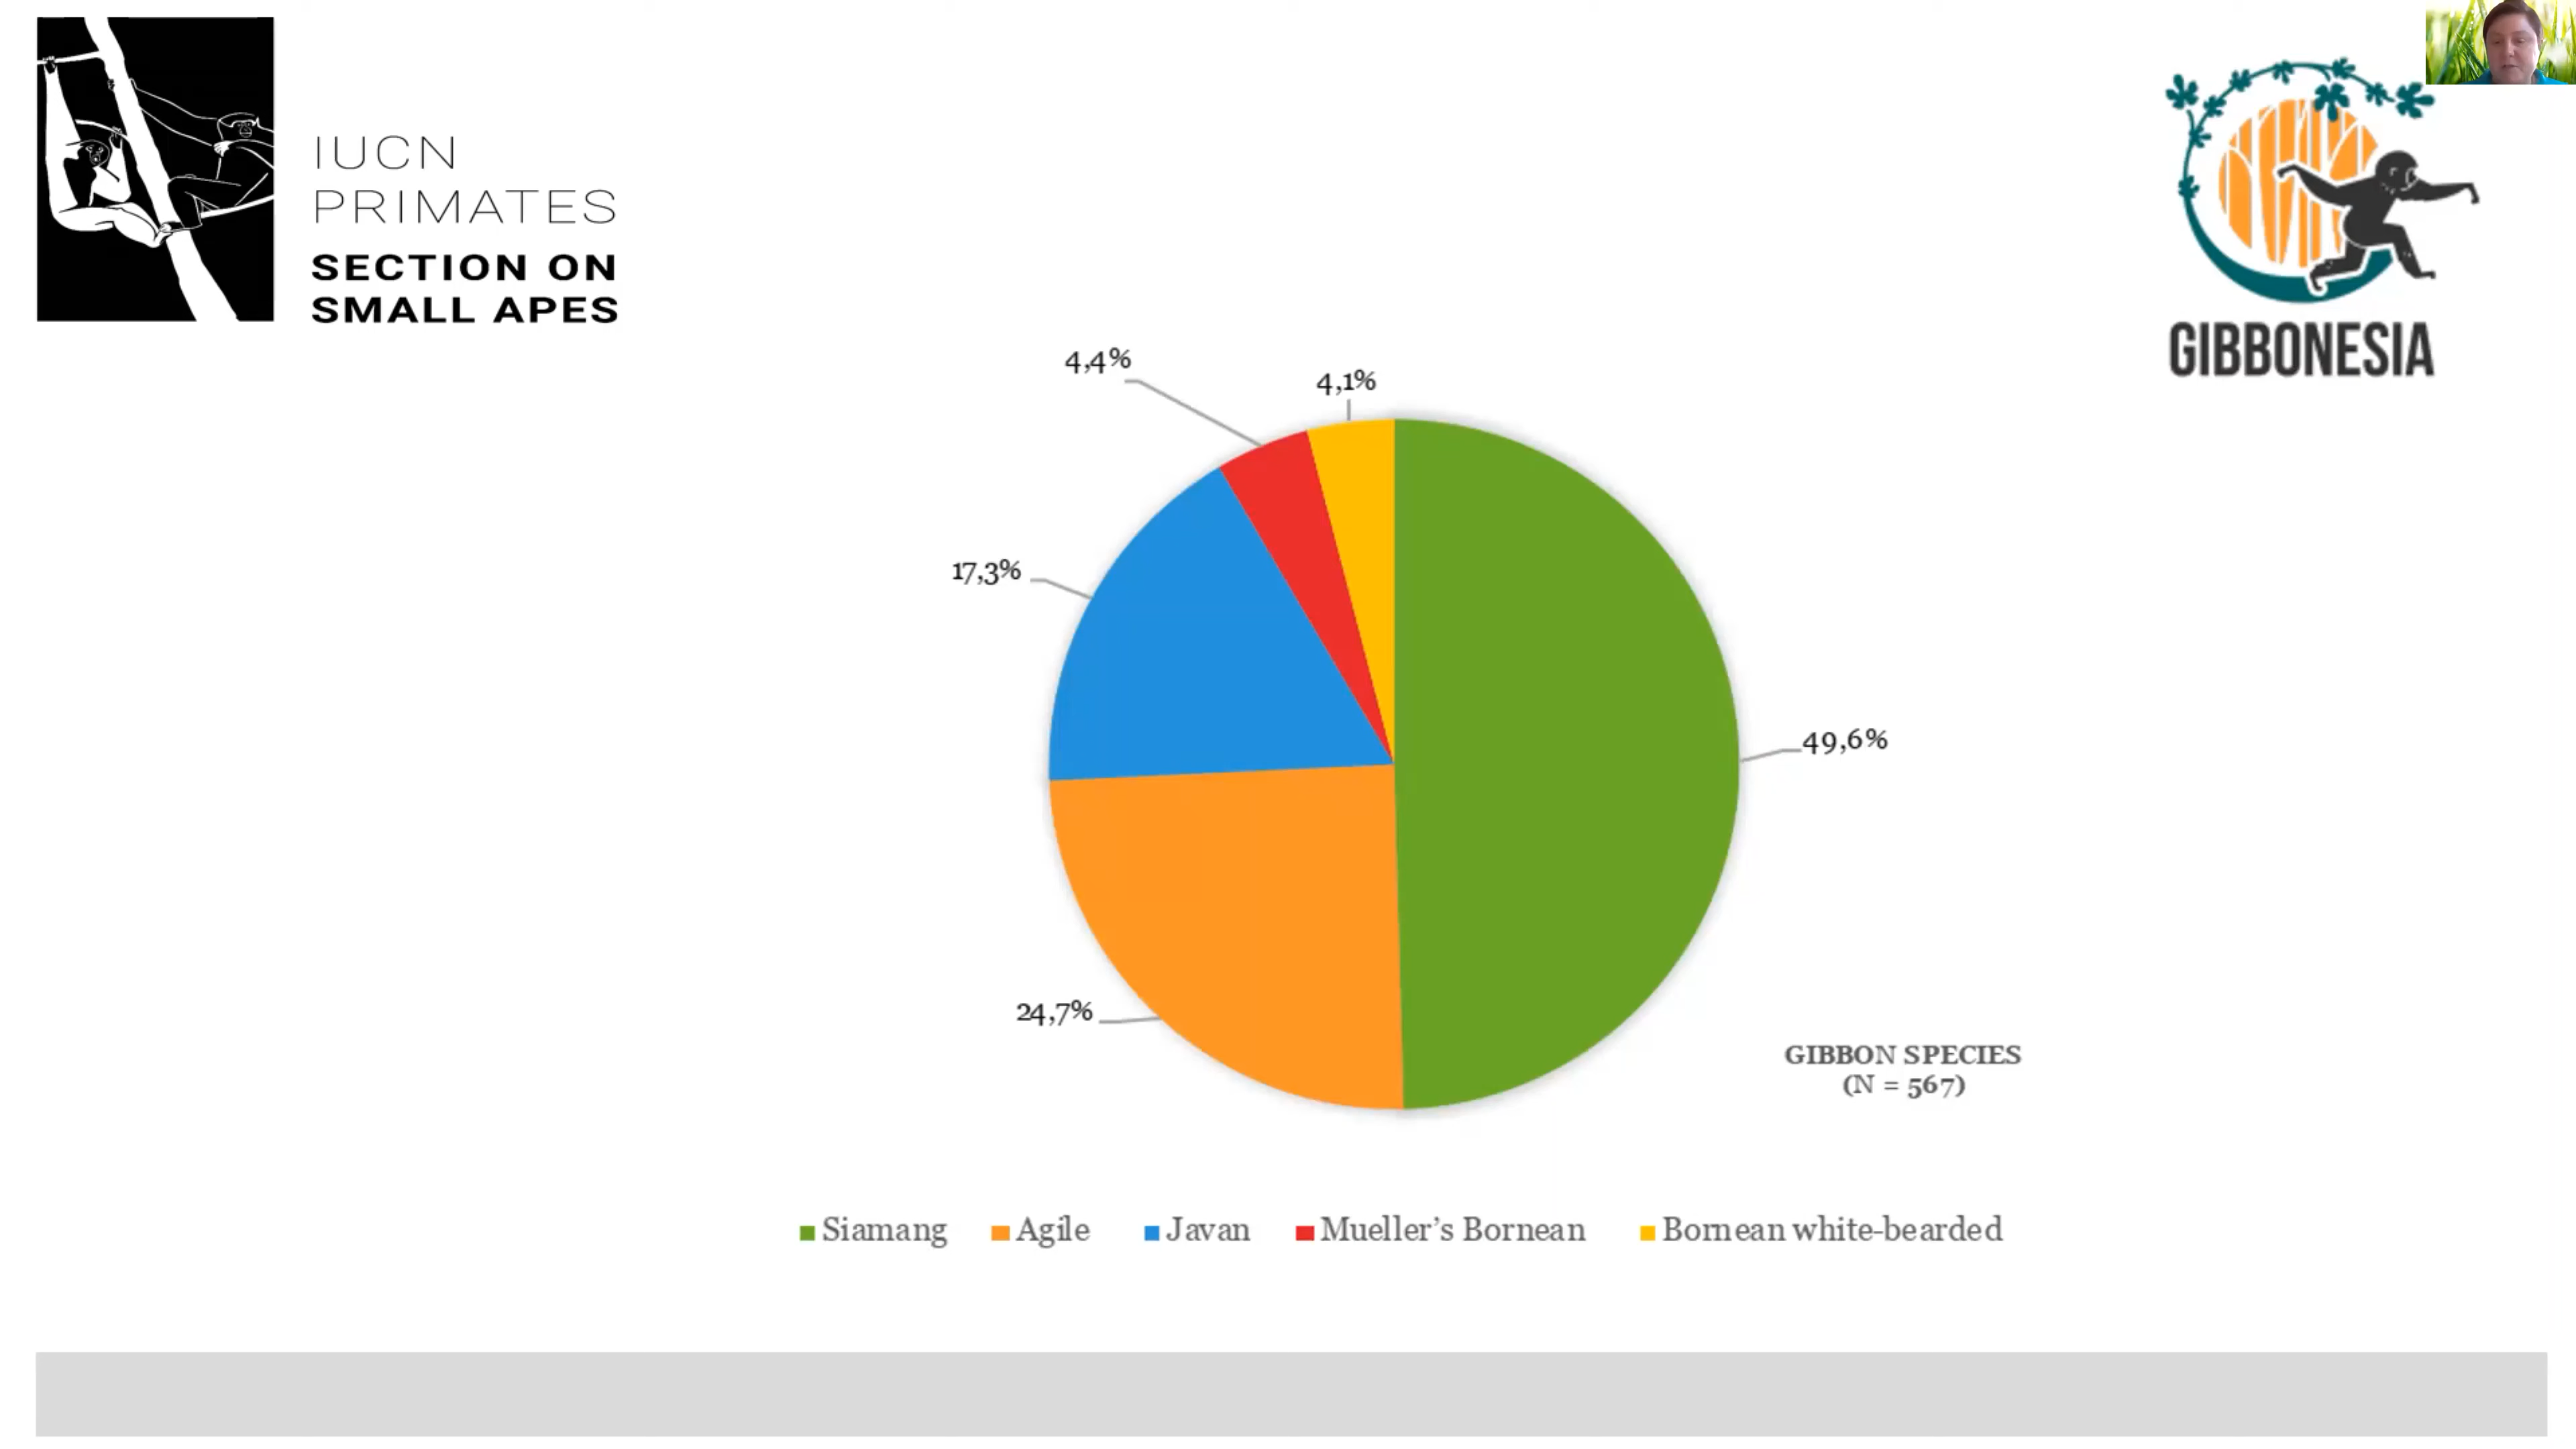 IUCN
PRIMATES
SECTION ON
SMALL APES
GIBBONESIA
4,4%
4,1%
17,3%
49,6%
24,7%
GIBBON SPECIES
(N = 567)
Siamang Agile Javan Mueller’s Bornean Bornean white-bearded